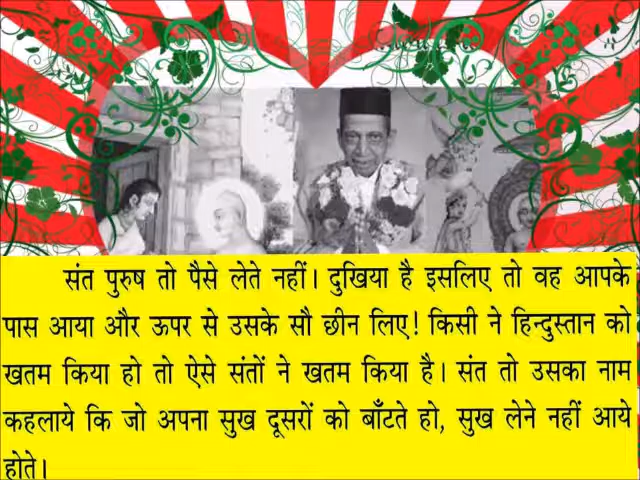 संत पुरुष तो पैसे लेते नहीं। दुखिया है इसलिए तो वह आपके
पास आया और ऊपर से उसके सौ छीन लिए! किसी ने हिन्दुस्तान को
खतम किया हो तो ऐसे संतों ने खतम किया है। संत तो उसका नाम
कहलाये कि जो अपना सुख दूसरों को बाँटते हो, सुख लेने नहीं आये
होते।